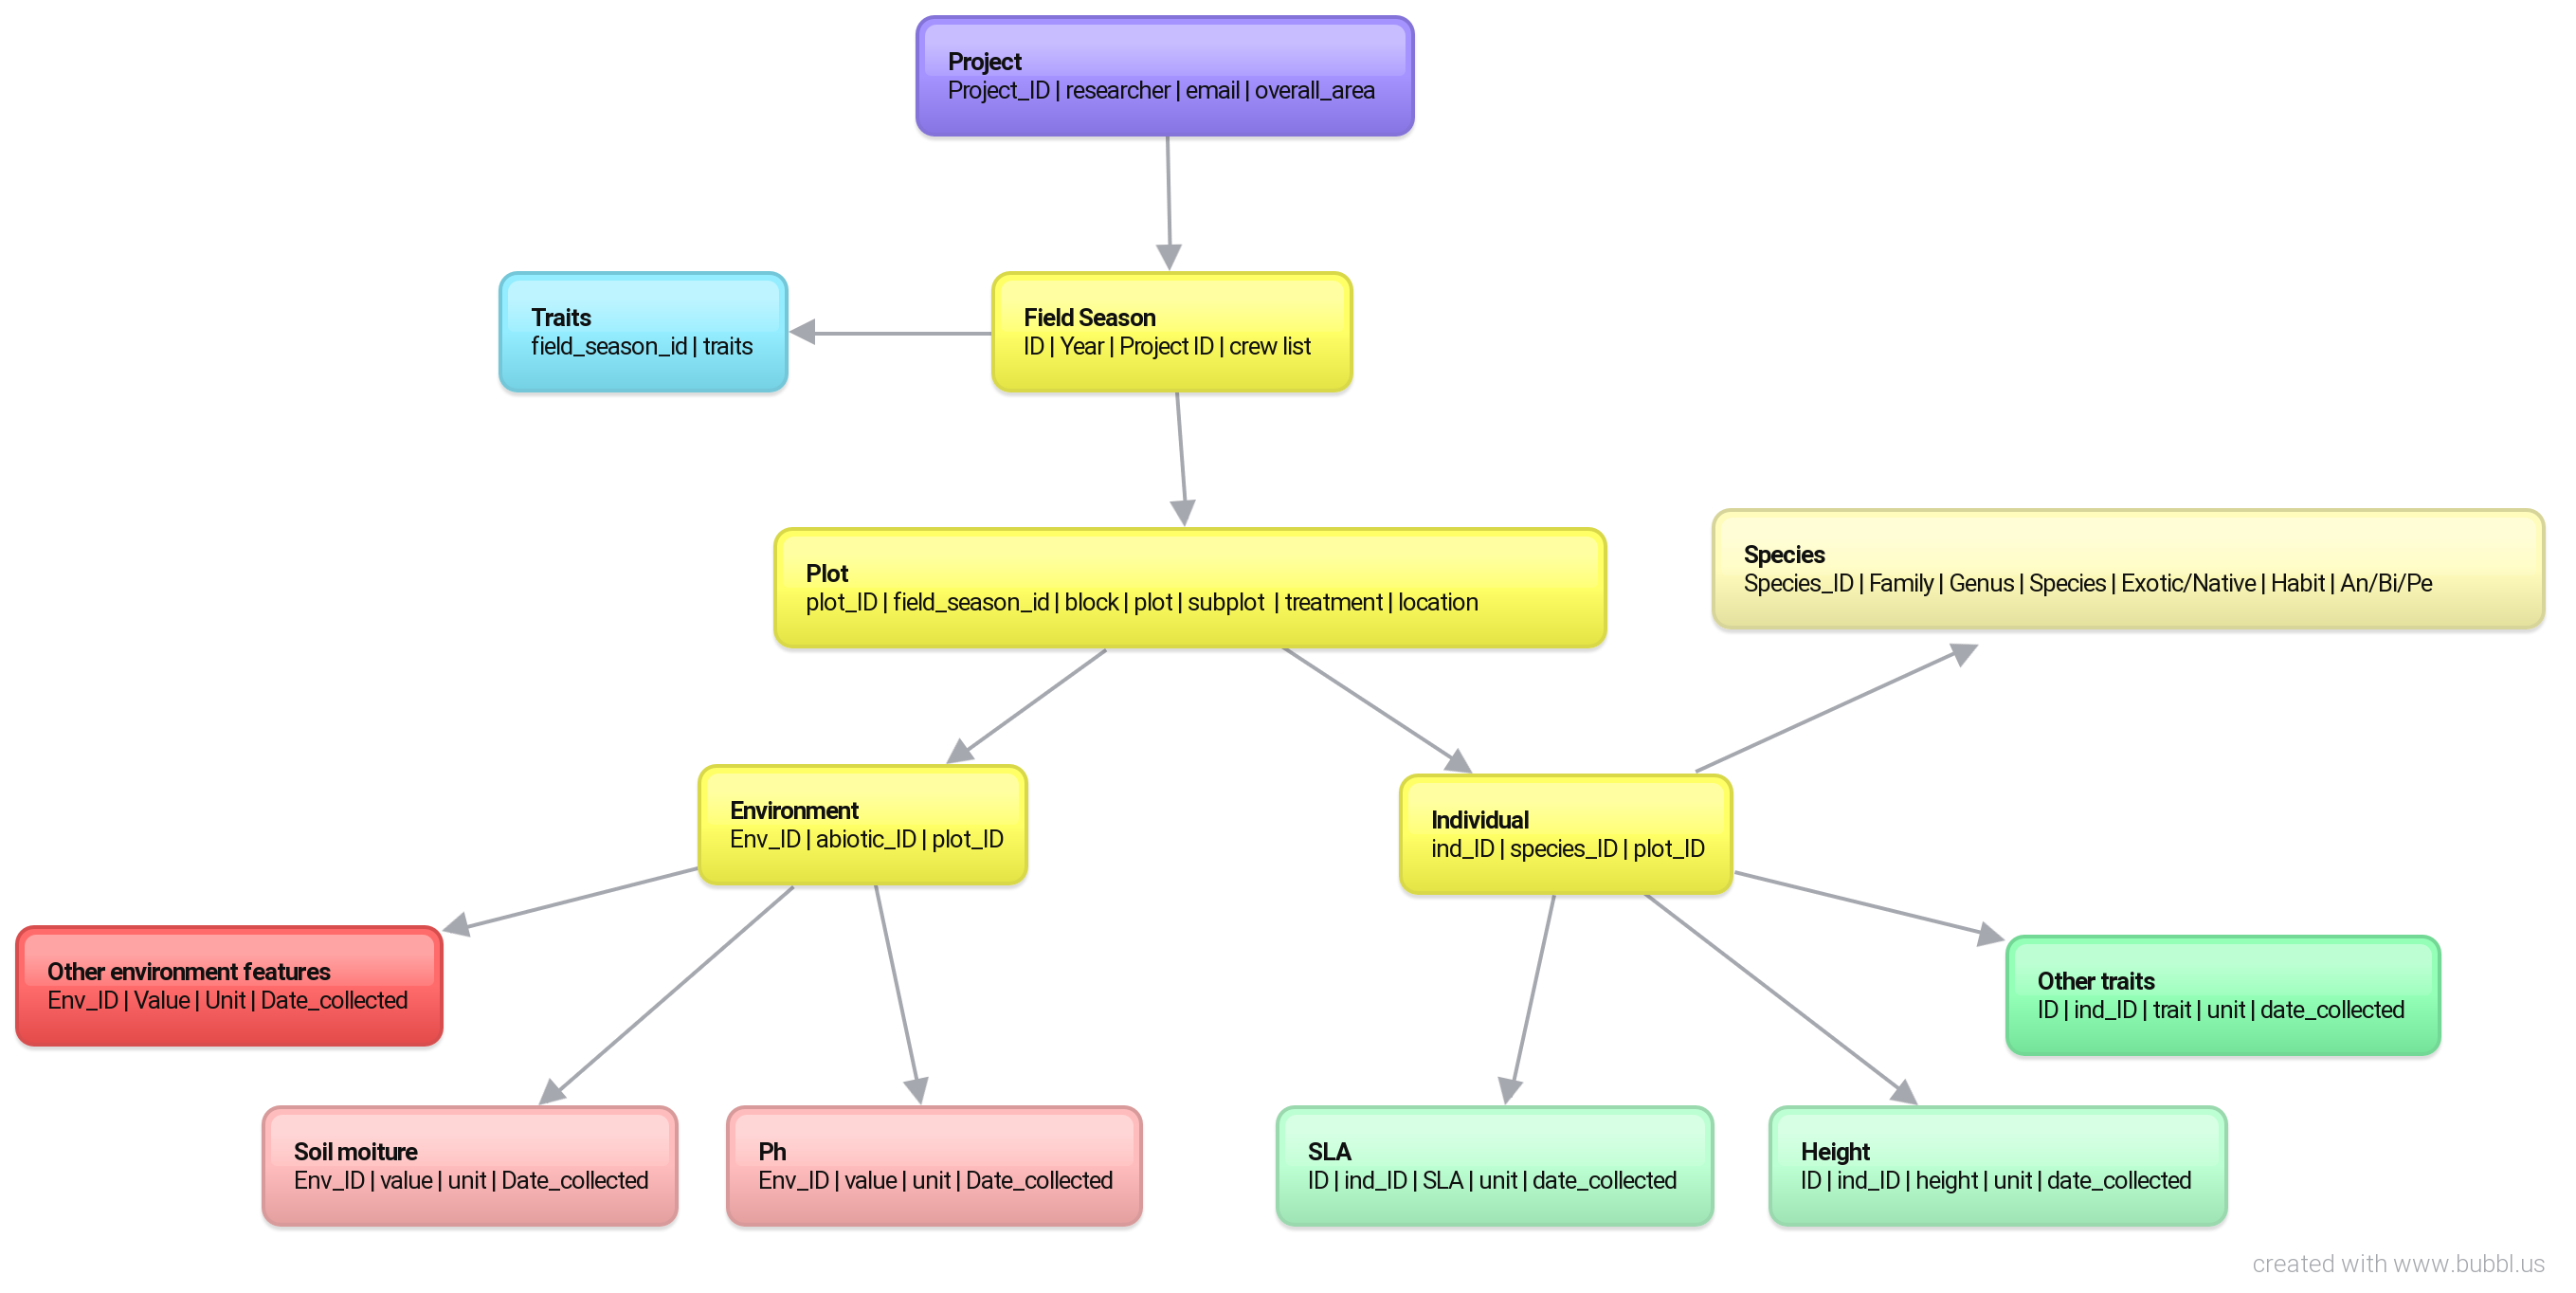 Project
Project_ID | researcher | email | overall_area
Traits
field_season_id | traits
Field Season
ID | Year | Project ID | crew list
Plot
plot_ID | field_season_id | block | plot | subplot | treatment | location
Species
Species_ID | Family | Genus | Species | Exotic/Native | Habit | An/Bi/Pe
Environment
Env_ID | abiotic_ID | plot_ID
Individual
ind_ID | species_ID | plot_ID
Other environment features
Env_ID | Value | Unit | Date_collected
Other traits
ID | ind_ID | trait | unit | date_collected
Soil moiture
Env_ID | value | unit | Date_collected
Ph
Env_ID | value | unit | Date_collected
SLA
ID | ind_ID | SLA | unit | date_collected
Height
ID | ind_ID | height | unit | date_collected
created with www.bubbl.us